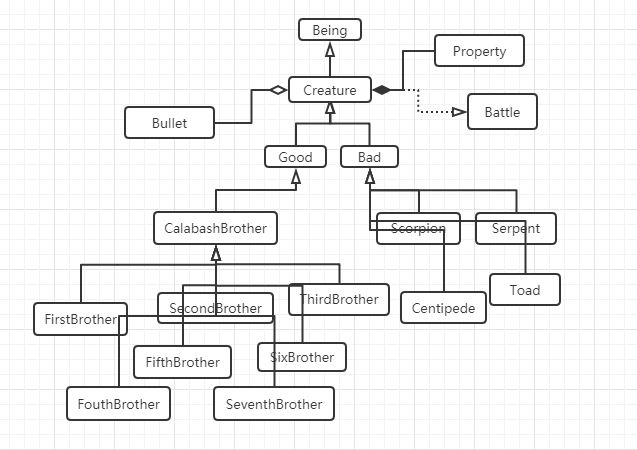 Being
Property
Creature
Battle
Bullet
Good
Bad
CalabashBrother
Scorpion
Serpent
Toad
ThirdBrother
SecondBrother
Centipede
FirstBrother
SixBrother
FifthBrother
FouthBrother
SeventhBrother